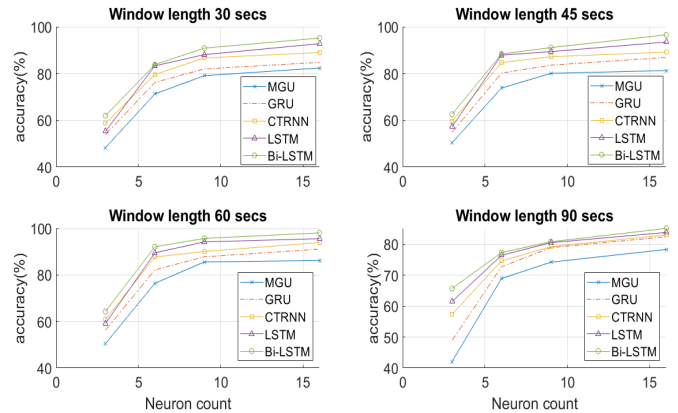 Window length 30 secs
accuracy(%)
100
80
60
40
0
5
10
15
MGU
GRU
CTRNN
LSTM
Bi-LSTM
Window length 45 secs
accuracy(%)
100
80
60
40
0
5
10
15
MGU
GRU
CTRNN
LSTM
Bi-LSTM
Window length 60 secs
accuracy(%)
100
80
60
40
0
5
10
15
Neuron count
MGU
GRU
CTRNN
LSTM
Bi-LSTM
Window length 90 secs
accuracy(%)
80
70
60
50
40
0
5
10
15
Neuron count
MGU
GRU
CTRNN
LSTM
Bi-LSTM